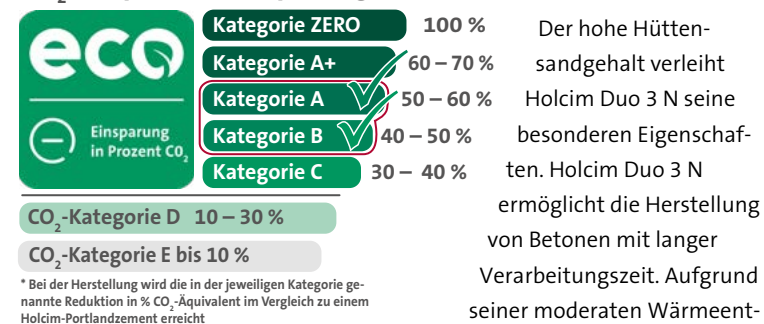 eco
Einsparung
in Prozent CO₂
Kategorie ZERO 100 %
Kategorie A+ 60 – 70 %
Kategorie A 50 – 60 %
Kategorie B 40 – 50 %
Kategorie C 30 – 40 %
CO₂-Kategorie D 10 – 30 %
CO₂-Kategorie E bis 10 %
* Bei der Herstellung wird die in der jeweiligen Kategorie ge-
nannte Reduktion in % CO₂-Äquivalent im Vergleich zu einem
Holcim-Portlandzement erreicht
Der hohe Hütten-
sandgehalt verleiht
Holcim Duo 3 N seine
besonderen Eigenschaf-
ten. Holcim Duo 3 N
ermöglicht die Herstellung
von Betonen mit langer
Verarbeitungszeit. Aufgrund
seiner moderaten Wärmeent-